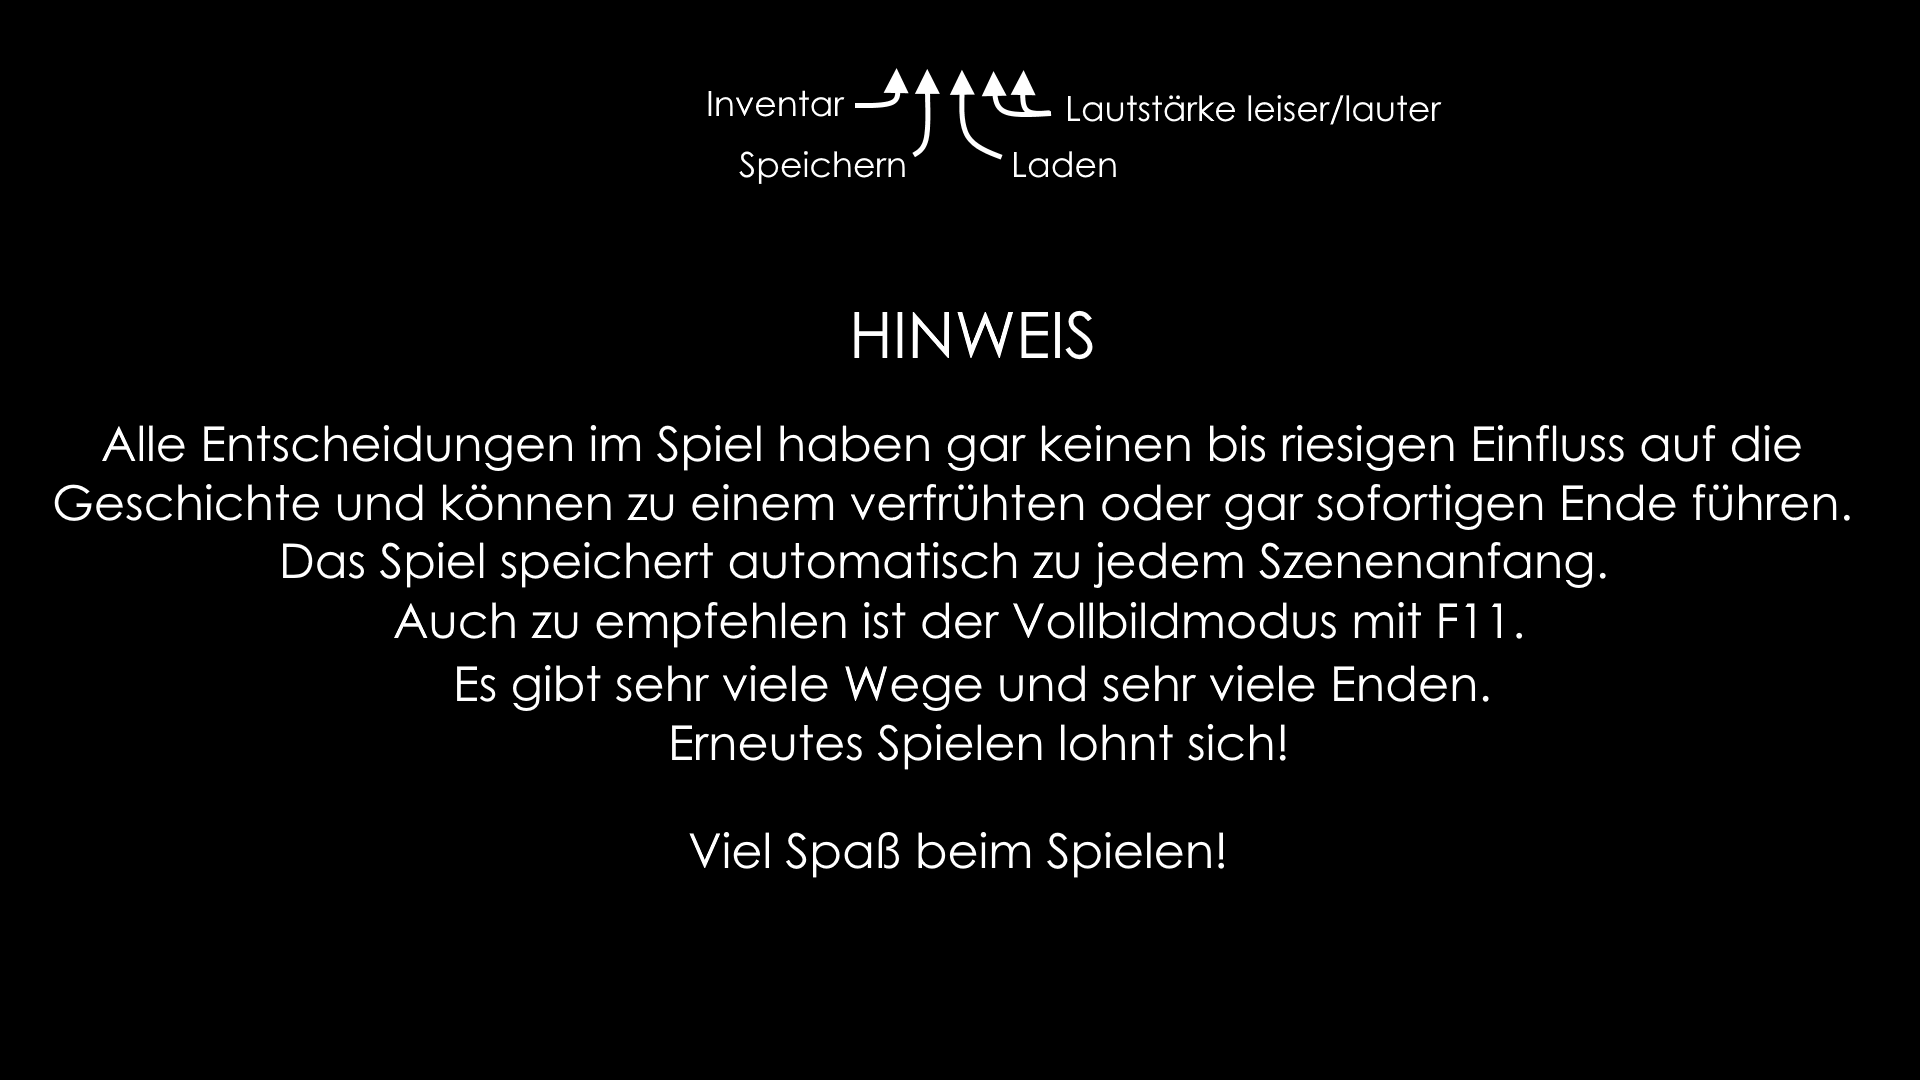 Inventar
Lautstärke leiser/lauter
Speichern
Laden
HINWEIS
Alle Entscheidungen im Spiel haben gar keinen bis riesigen Einfluss auf die
Geschichte und können zu einem verfrühten oder gar sofortigen Ende führen.
Das Spiel speichert automatisch zu jedem Szenenanfang.
Auch zu empfehlen ist der Vollbildmodus mit F11.
Es gibt sehr viele Wege und sehr viele Enden.
Erneutes Spielen lohnt sich!
Viel Spaß beim Spielen!